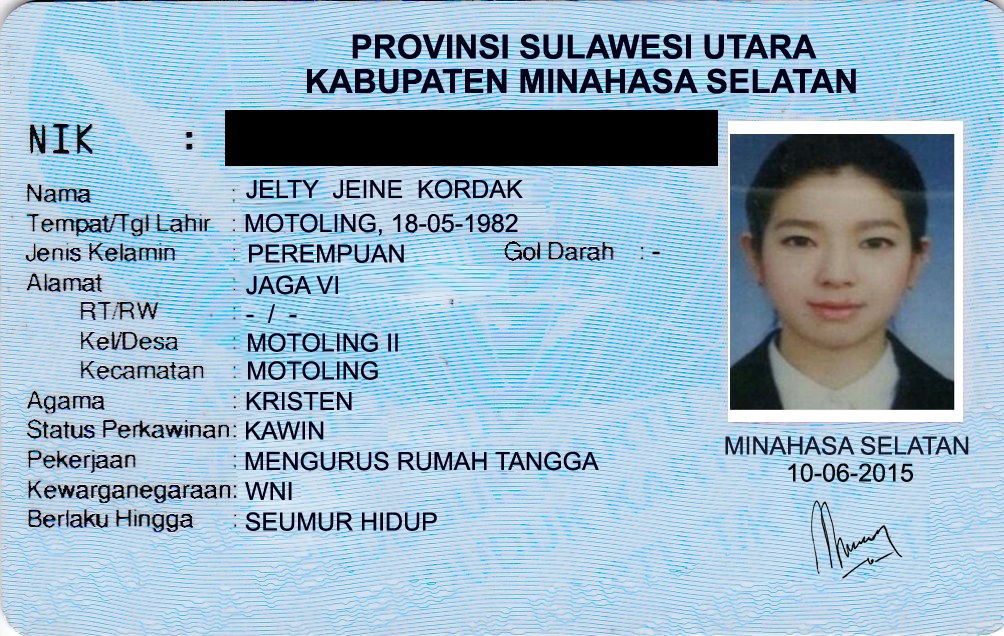 PROVINSI SULAWESI UTARA
KABUPATEN MINAHASA SELATAN
NIK :
Nama : JELTY JEINE KORDAK
Tempat/Tgl Lahir : MOTOLING, 18-05-1982
Jenis Kelamin : PEREMPUAN Gol Darah : -
Alamat : JAGA VI
RT/RW : - / -
Kel/Desa : MOTOLING II
Kecamatan : MOTOLING
Agama : KRISTEN
Status Perkawinan: KAWIN
Pekerjaan : MENGURUS RUMAH TANGGA
Kewarganegaraan: WNI
Berlaku Hingga : SEUMUR HIDUP
MINAHASA SELATAN
10-06-2015